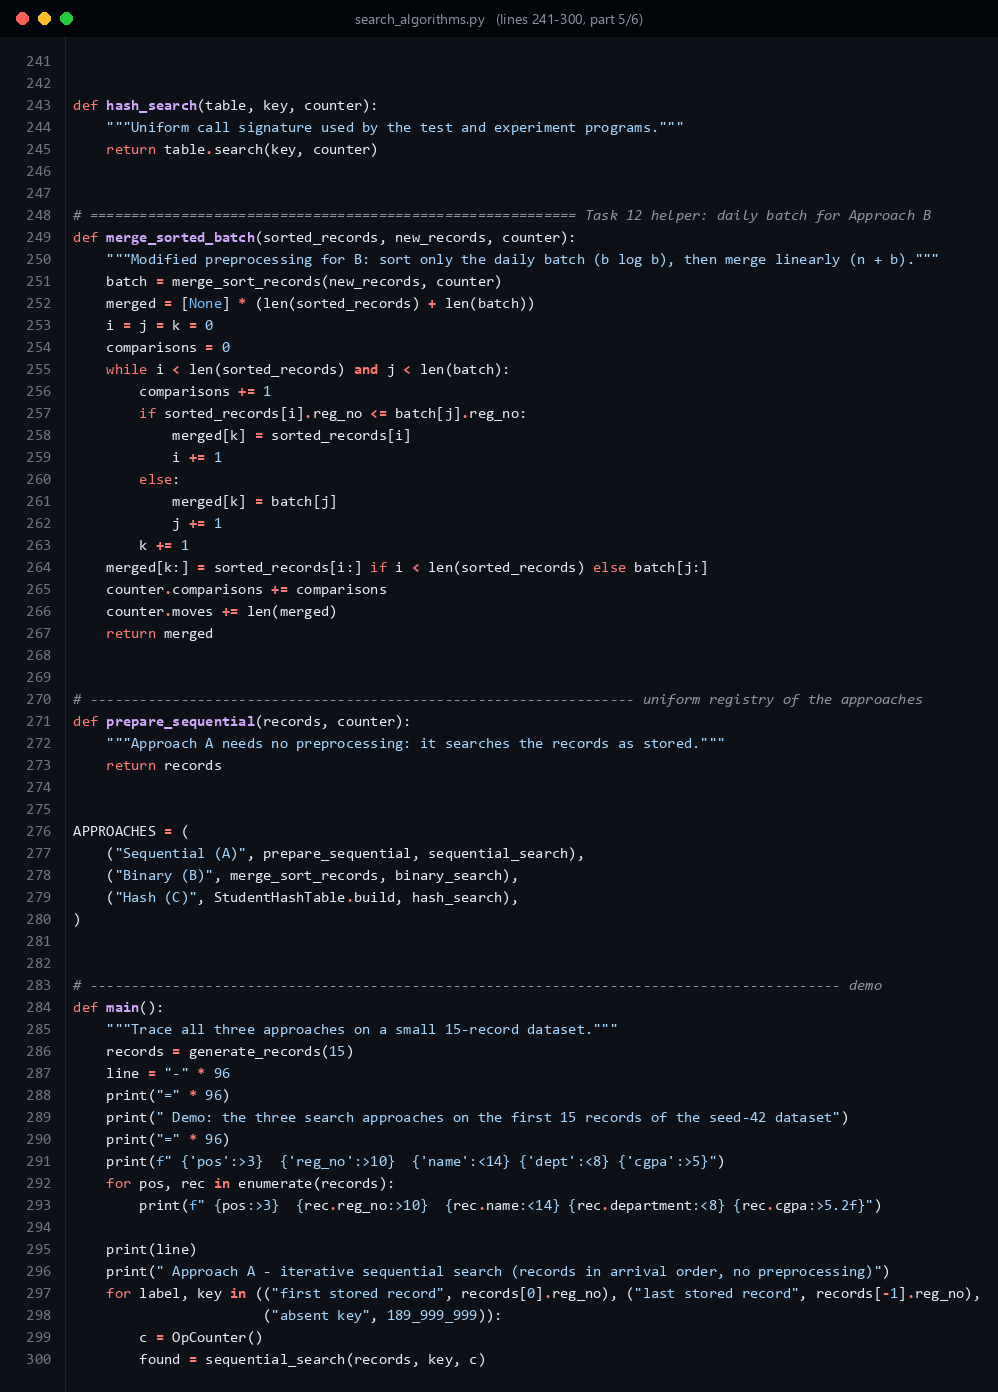 search_algorithms.py   (lines 241-300, part 5/6)
241
242
243 def hash_search(table, key, counter):
244     """Uniform call signature used by the test and experiment programs."""
245     return table.search(key, counter)
246
247
248 # =========================================================== Task 12 helper: daily batch for Approach B
249 def merge_sorted_batch(sorted_records, new_records, counter):
250     """Modified preprocessing for B: sort only the daily batch (b log b), then merge linearly (n + b)."""
251     batch = merge_sort_records(new_records, counter)
252     merged = [None] * (len(sorted_records) + len(batch))
253     i = j = k = 0
254     comparisons = 0
255     while i < len(sorted_records) and j < len(batch):
256         comparisons += 1
257         if sorted_records[i].reg_no <= batch[j].reg_no:
258             merged[k] = sorted_records[i]
259             i += 1
260         else:
261             merged[k] = batch[j]
262             j += 1
263         k += 1
264     merged[k:] = sorted_records[i:] if i < len(sorted_records) else batch[j:]
265     counter.comparisons += comparisons
266     counter.moves += len(merged)
267     return merged
268
269
270 # ------------------------------------------------------------------ uniform registry of the approaches
271 def prepare_sequential(records, counter):
272     """Approach A needs no preprocessing: it searches the records as stored."""
273     return records
274
275
276 APPROACHES = (
277     ("Sequential (A)", prepare_sequential, sequential_search),
278     ("Binary (B)", merge_sort_records, binary_search),
279     ("Hash (C)", StudentHashTable.build, hash_search),
280 )
281
282
283 # ------------------------------------------------------------------------------------------- demo
284 def main():
285     """Trace all three approaches on a small 15-record dataset."""
286     records = generate_records(15)
287     line = "-" * 96
288     print("=" * 96)
289     print(" Demo: the three search approaches on the first 15 records of the seed-42 dataset")
290     print("=" * 96)
291     print(f" {'pos':>3}  {'reg_no':>10}  {'name':<14} {'dept':<8} {'cgpa':>5}")
292     for pos, rec in enumerate(records):
293         print(f" {pos:>3}  {rec.reg_no:>10}  {rec.name:<14} {rec.department:<8} {rec.cgpa:>5.2f}")
294
295     print(line)
296     print(" Approach A - iterative sequential search (records in arrival order, no preprocessing)")
297     for label, key in (("first stored record", records[0].reg_no), ("last stored record", records[-1].reg_no),
298                        ("absent key", 189_999_999)):
299         c = OpCounter()
300         found = sequential_search(records, key, c)